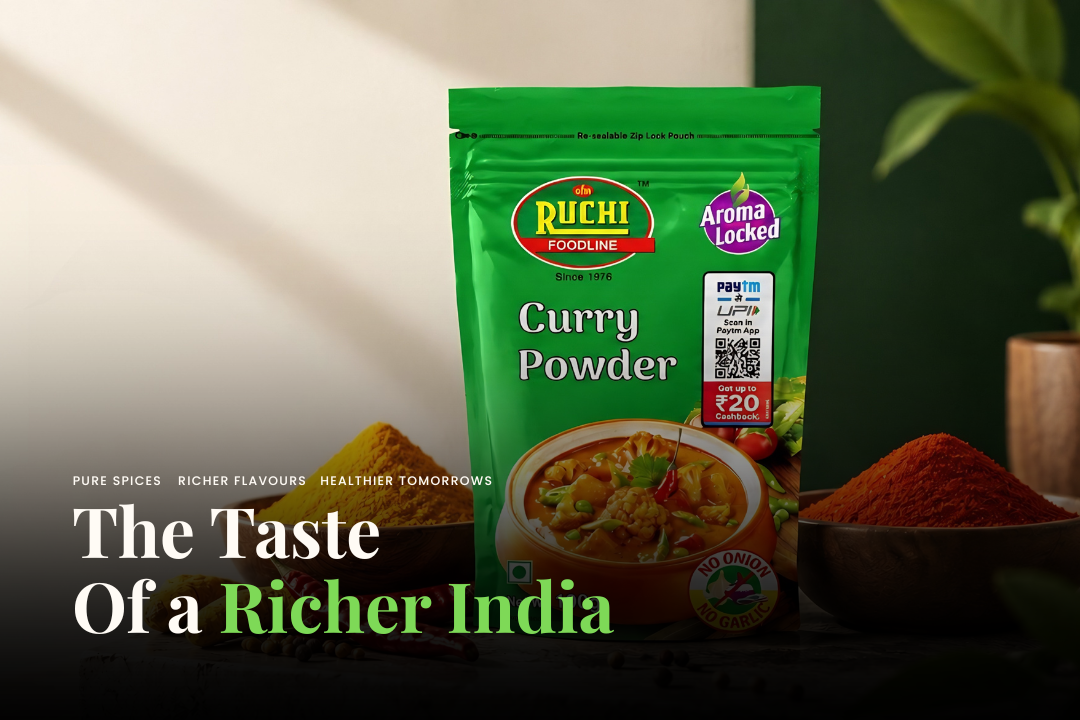 Re-sealable Zip Lock Pouch
ofm
TM
RUCHI
FOODLINE
Since 1976
Aroma
Locked
Curry
Powder
paytm
से
UPI
Scan in
Paytm App
Get up to
₹20
Cashback
PURE SPICES RICHER FLAVOURS HEALTHIER TOMORROWS
The Taste
Of a Richer India
NO ONION
NO GARLIC